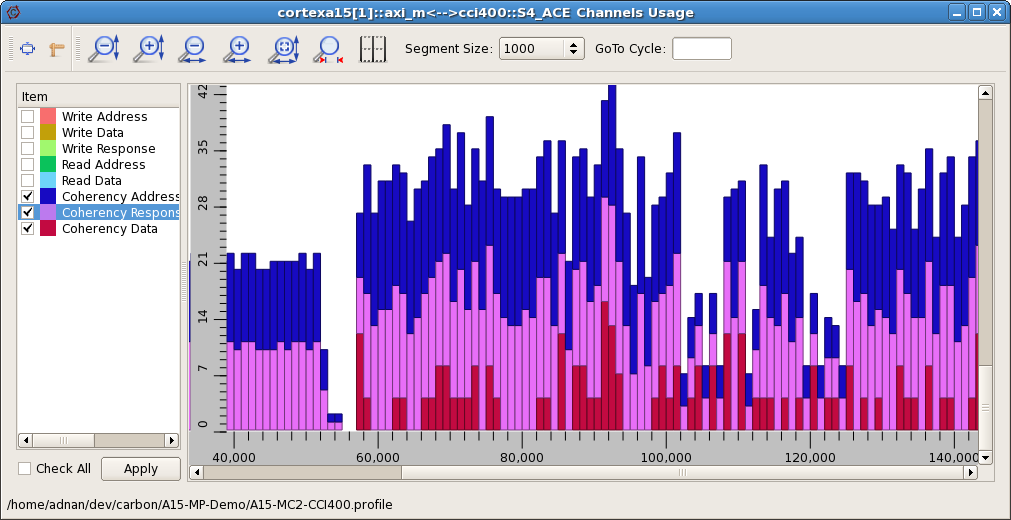 cortexa15[1]::axi_m<-->cci400::S4_ACE Channels Usage
Segment Size: 1000 GoTo Cycle:
Item
Write Address
Write Data
Write Response
Read Address
Read Data
Coherency Address
Coherency Respons
Coherency Data
Check All Apply
42
35
28
21
14
7
0
40,000 60,000 80,000 100,000 120,000 140,000
/home/adnan/dev/carbon/A15-MP-Demo/A15-MC2-CCI400.profile